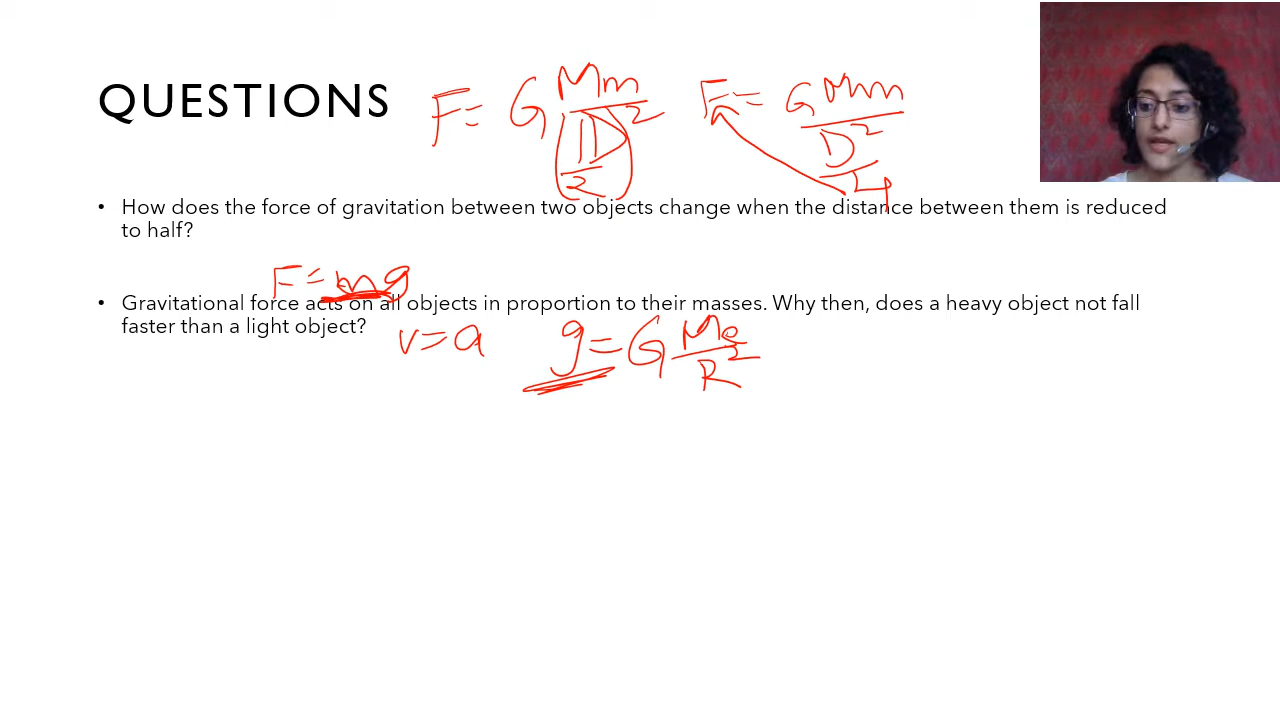 QUESTIONS
F = G Mm / (D/2)²
F = G Mm / D²/4
• How does the force of gravitation between two objects change when the distance between them is reduced
to half?
F = mg
• Gravitational force acts on all objects in proportion to their masses. Why then, does a heavy object not fall
faster than a light object?
v = a
g = G Me / R²